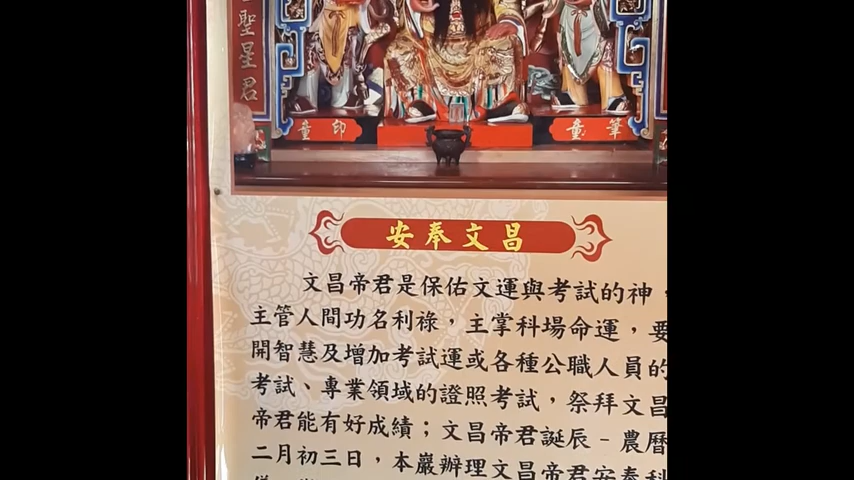 聖星君
童印
童筆
安奉文昌
文昌帝君是保佑文運與考試的神，
主管人間功名利祿，主掌科場命運，要
開智慧及增加考試運或各種公職人員的
考試、專業領域的證照考試，祭拜文昌
帝君能有好成績；文昌帝君誕辰－農曆
二月初三日，本巖辦理文昌帝君安奉科